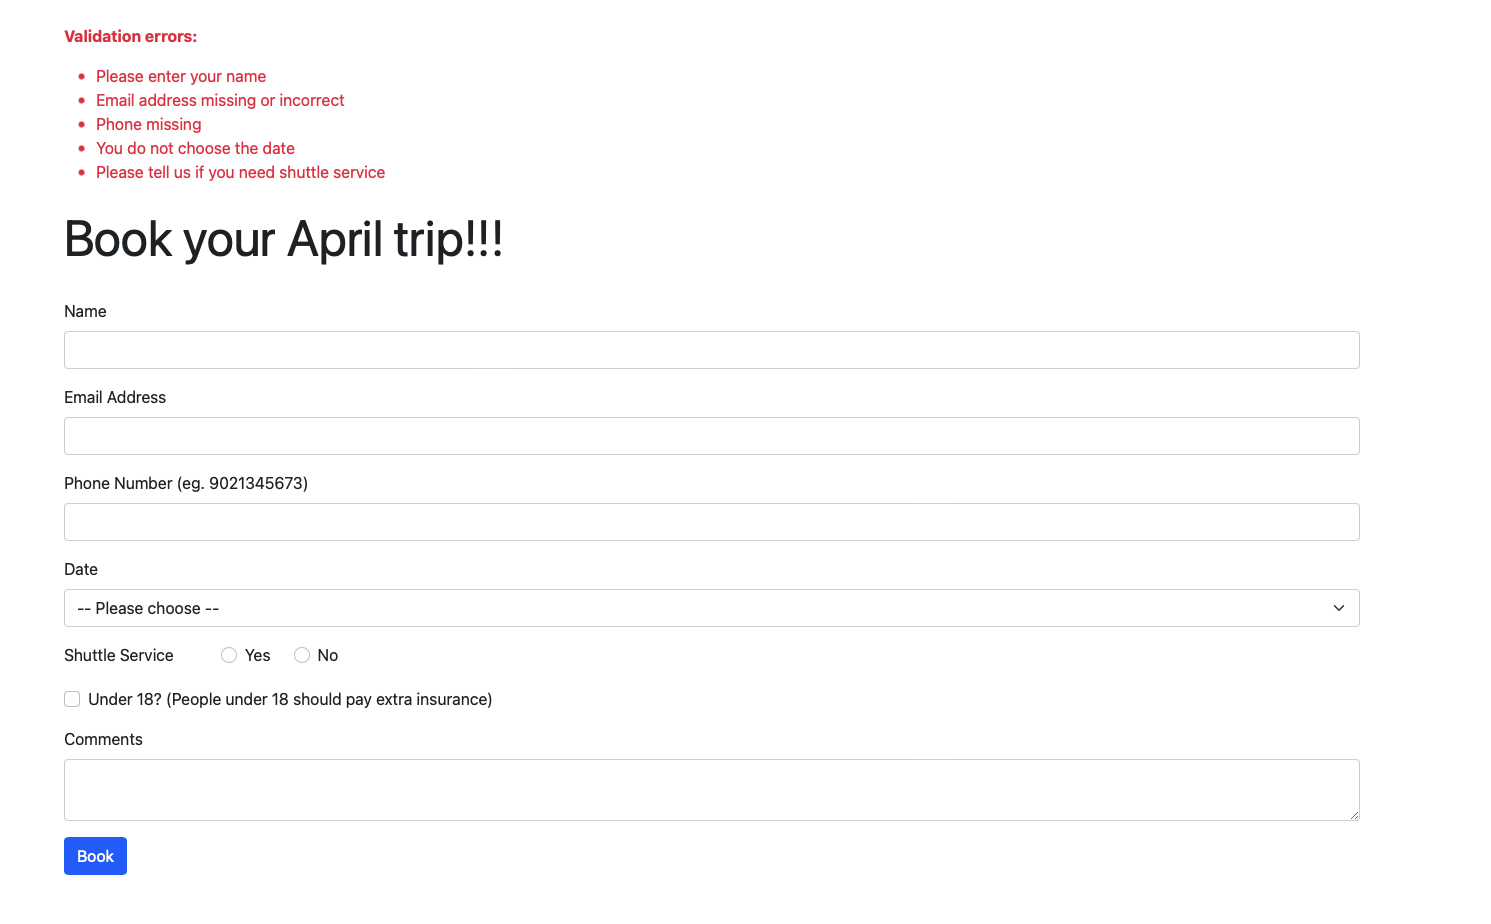 Validation errors:
Please enter your name
Email address missing or incorrect
Phone missing
You do not choose the date
Please tell us if you need shuttle service
Book your April trip!!!
Name
Email Address
Phone Number (eg. 9021345673)
Date
-- Please choose --
Shuttle Service Yes No
Under 18? (People under 18 should pay extra insurance)
Comments
Book